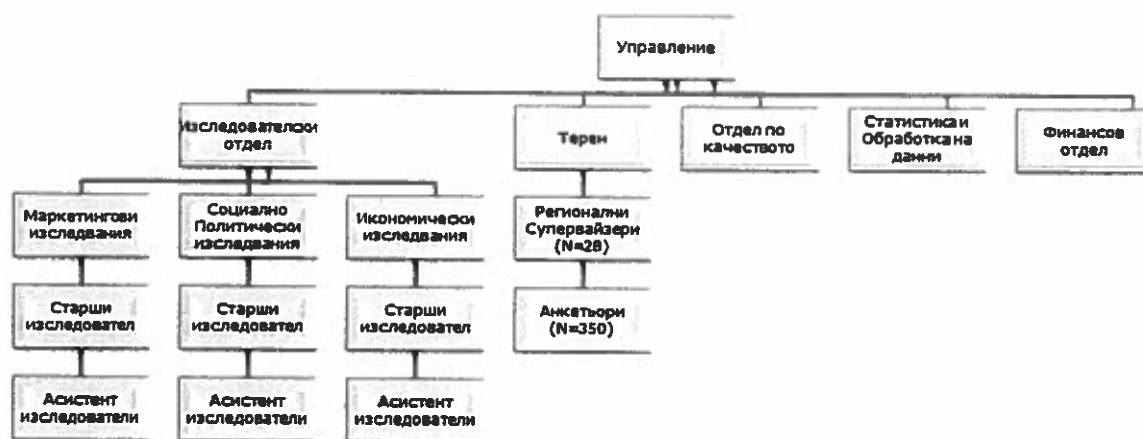 Управление
Изследователски
отдел
Терен
Отдел по
качеството
Статистика и
Обработка на
данни
Финансов
отдел
Маркетингови
изследвания
Социално
Политически
изследвания
Икономически
изследвания
Регионални
Супервайзери
(N=28)
Старши
изследовател
Старши
изследовател
Старши
изследовател
Анкетьори
(N=350)
Асистент
изследователи
Асистент
изследователи
Асистент
изследователи